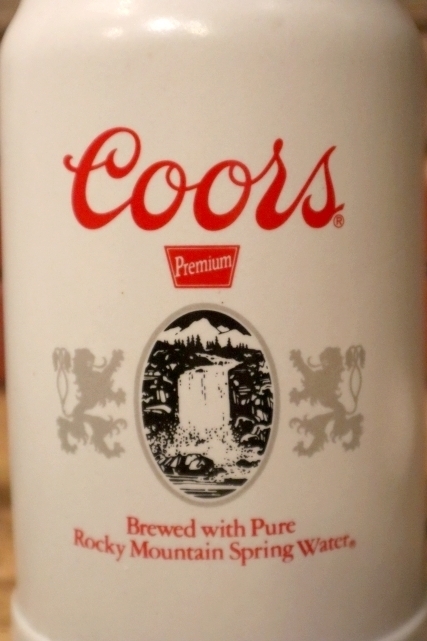 Coors®
Premium
Brewed with Pure
Rocky Mountain Spring Water®